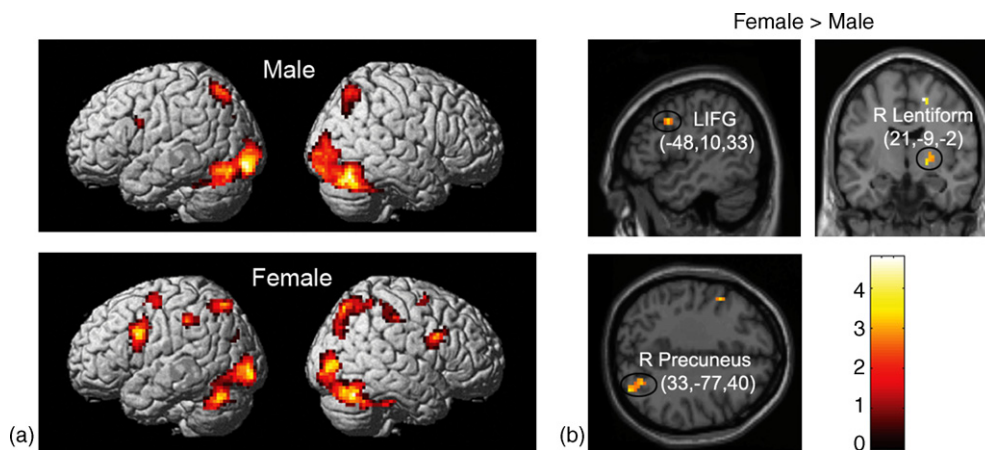 Male
Female
(a)
Female > Male
LIFG
(-48,10,33)
R Lentiform
(21,-9,-2)
R Precuneus
(33,-77,40)
(b)
4
3
2
1
0